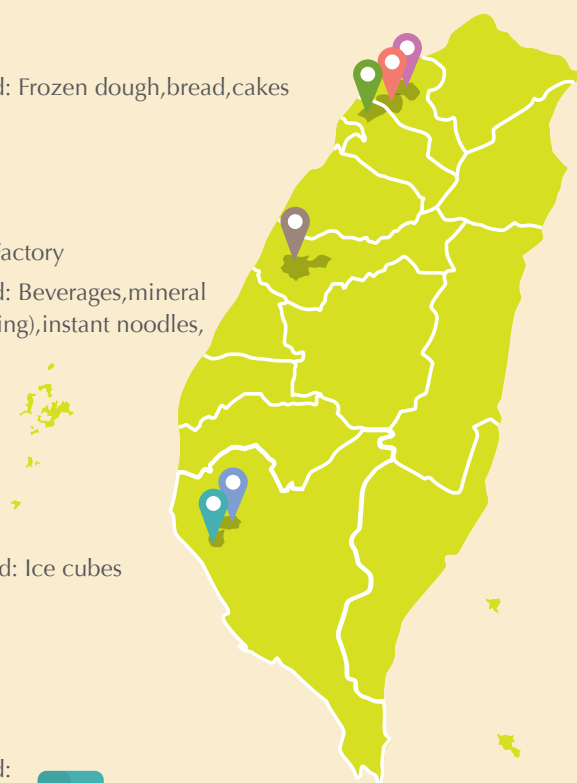 d: Frozen dough,bread,cakes
factory
d: Beverages,mineral
ing),instant noodles,
d: Ice cubes
d: